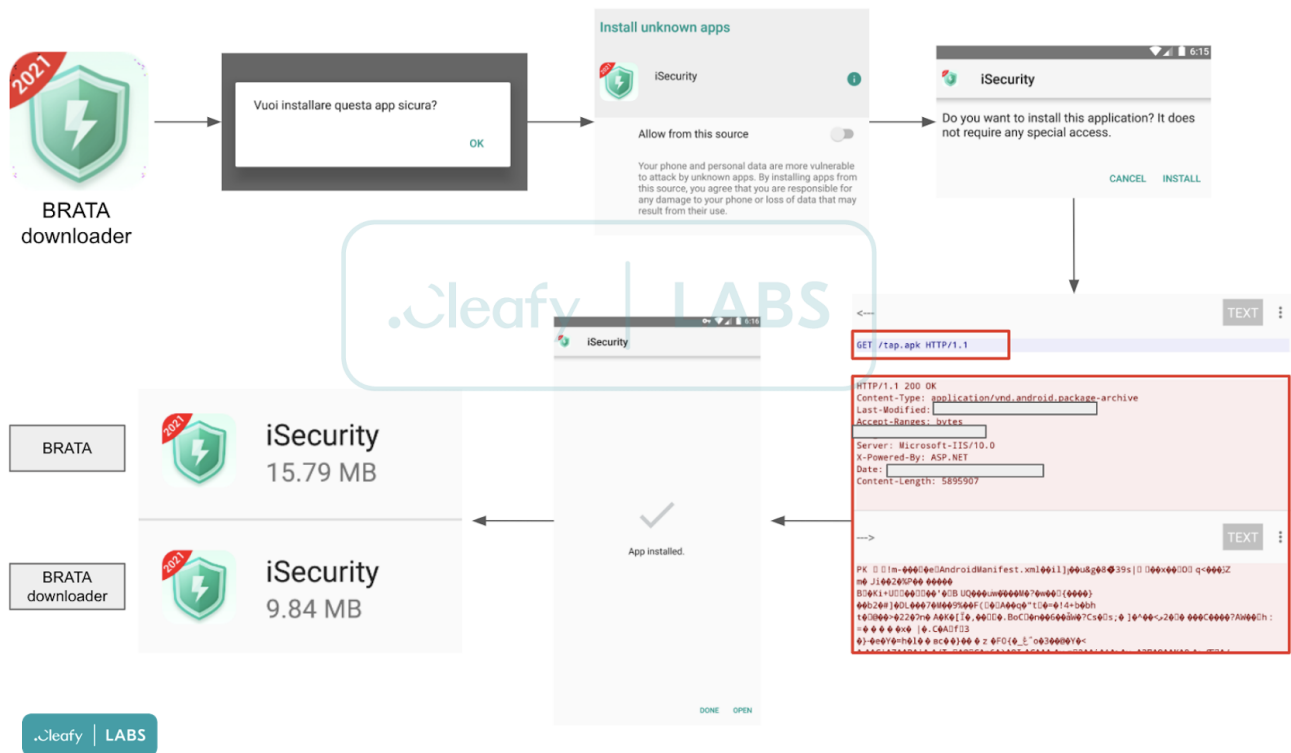 2021
BRATA
downloader
Vuoi installare questa app sicura?
OK
Install unknown apps
2021
iSecurity
Allow from this source
Your phone and personal data are more vulnerable
to attack by unknown apps. By installing apps from
this source, you agree that you are responsible for
any damage to your phone or loss of data that may
result from their use.
6:15
iSecurity
Do you want to install this application? It does
not require any special access.
CANCEL INSTALL
.Cleafy | LABS
<---
TEXT
GET /tap.apk HTTP/1.1
HTTP/1.1 200 OK
Content-Type: application/vnd.android.package-archive
Last-Modified:
Accept-Ranges: bytes
Server: Microsoft-IIS/10.0
X-Powered-By: ASP.NET
Date:
Content-Length: 5895907
--->
TEXT
6:16
iSecurity
App installed.
DONE OPEN
BRATA
2021
iSecurity
15.79 MB
BRATA
downloader
2021
iSecurity
9.84 MB
.Cleafy | LABS